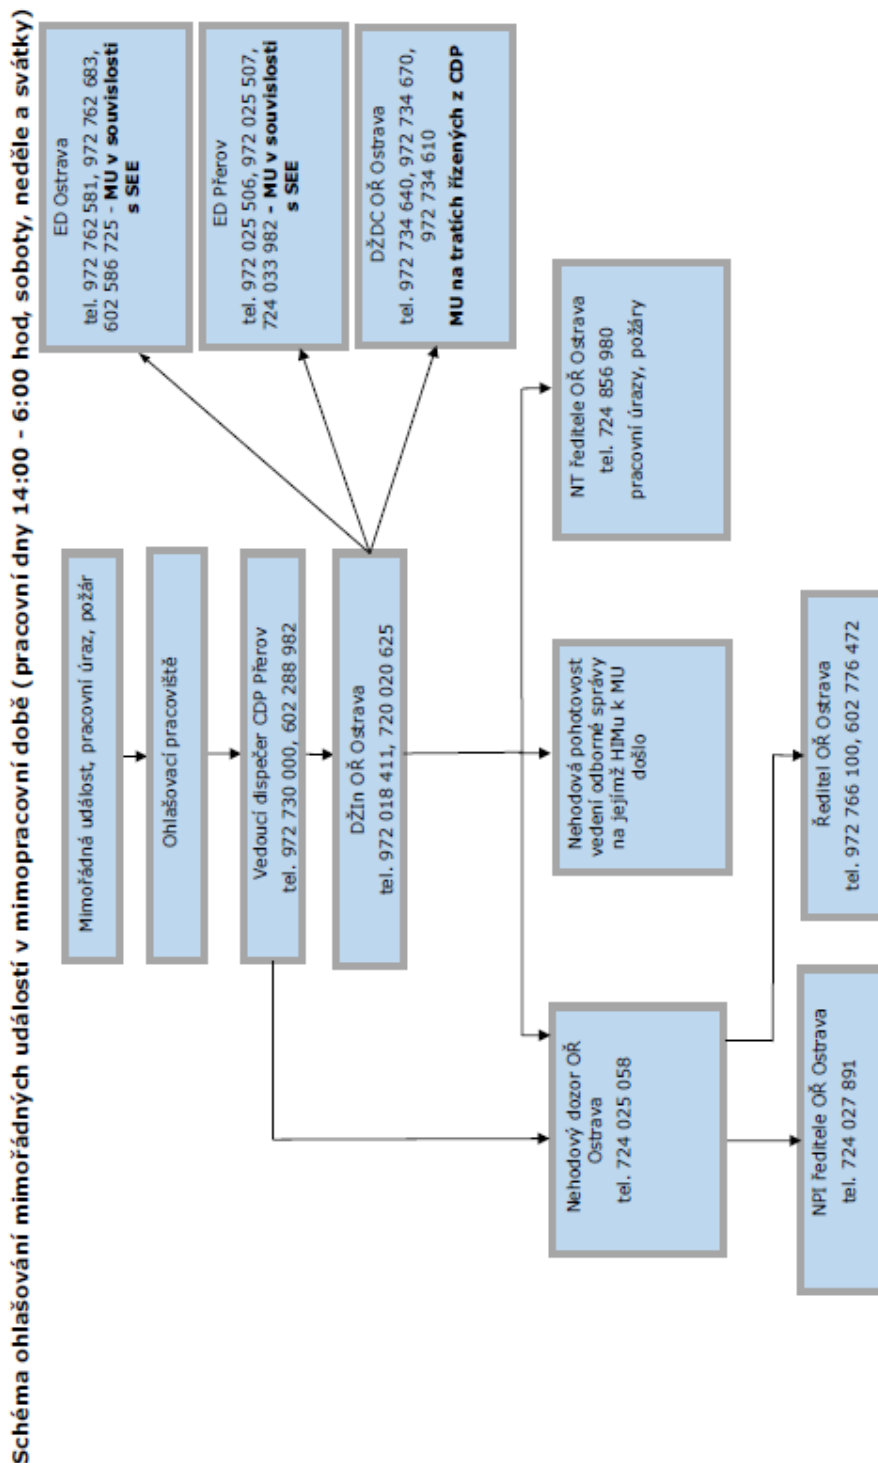 Schéma ohlašování mimořádných událostí v mimopracovní době (pracovní dny 14:00 - 6:00 hod, soboty, neděle a svátky)
Mimořádná událost, pracovní úraz, požár
Ohlašovací pracoviště
Vedoucí dispečer CDP Přerov
tel. 972 730 000, 602 288 982
DŽIn OŘ Ostrava
tel. 972 018 411, 720 020 625
ED Ostrava
tel. 972 762 581, 972 762 683,
602 586 725 - MU v souvislosti
s SEE
ED Přerov
tel. 972 025 506, 972 025 507,
724 033 982 - MU v souvislosti
s SEE
DŽDC OŘ Ostrava
tel. 972 734 640, 972 734 670,
972 734 610
MU na tratích řízených z CDP
Nehodový dozor OŘ
Ostrava
tel. 724 025 058
Nehodová pohotovost
vedení odborné správy
na jejímž HIMu k MU
došlo
NT ředitele OŘ Ostrava
tel. 724 856 980
pracovní úrazy, požáry
NPI ředitele OŘ Ostrava
tel. 724 027 891
Ředitel OŘ Ostrava
tel. 972 766 100, 602 776 472